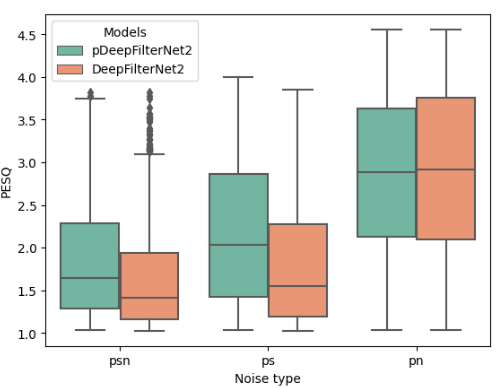 Models
pDeepFilterNet2
DeepFilterNet2
4.5
4.0
3.5
3.0
2.5
2.0
1.5
1.0
PESQ
psn
ps
pn
Noise type